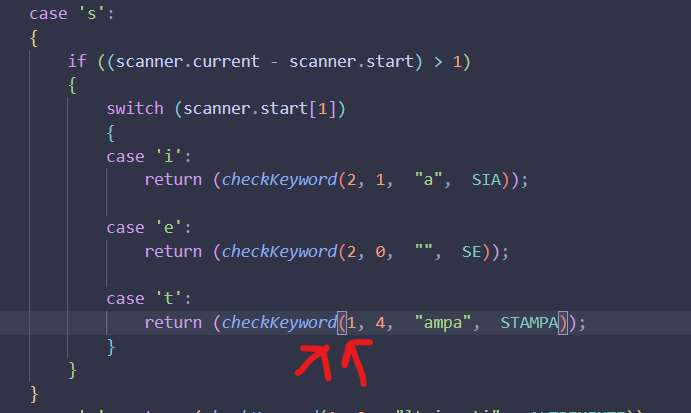 case 's':
{
if ((scanner.current - scanner.start) > 1)
{
switch (scanner.start[1])
{
case 'i':
return (checkKeyword(2, 1, "a", SIA));
case 'e':
return (checkKeyword(2, 0, "", SE));
case 't':
return (checkKeyword(1, 4, "ampa", STAMPA));
}
}
}